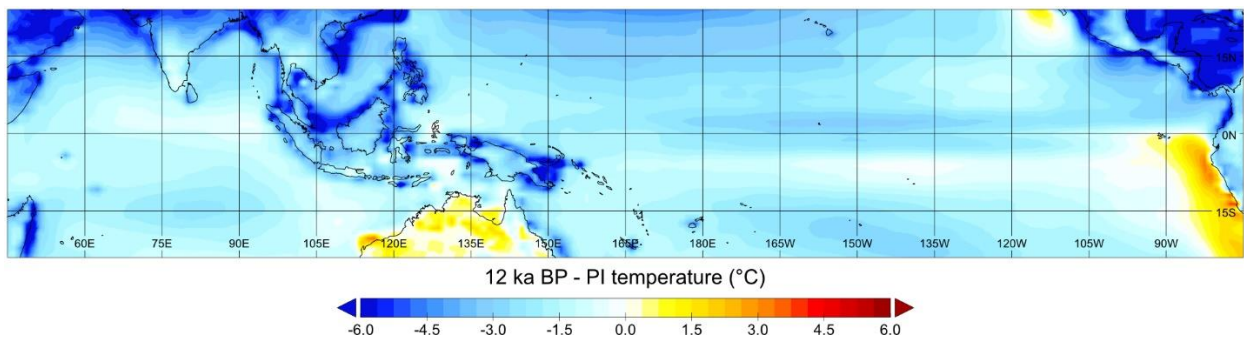 15N
0N
15S
60E 75E 90E 105E 120E 135E 150E 165E 180E 165W 150W 135W 120W 105W 90W
12 ka BP - PI temperature (°C)
-6.0 -4.5 -3.0 -1.5 0.0 1.5 3.0 4.5 6.0